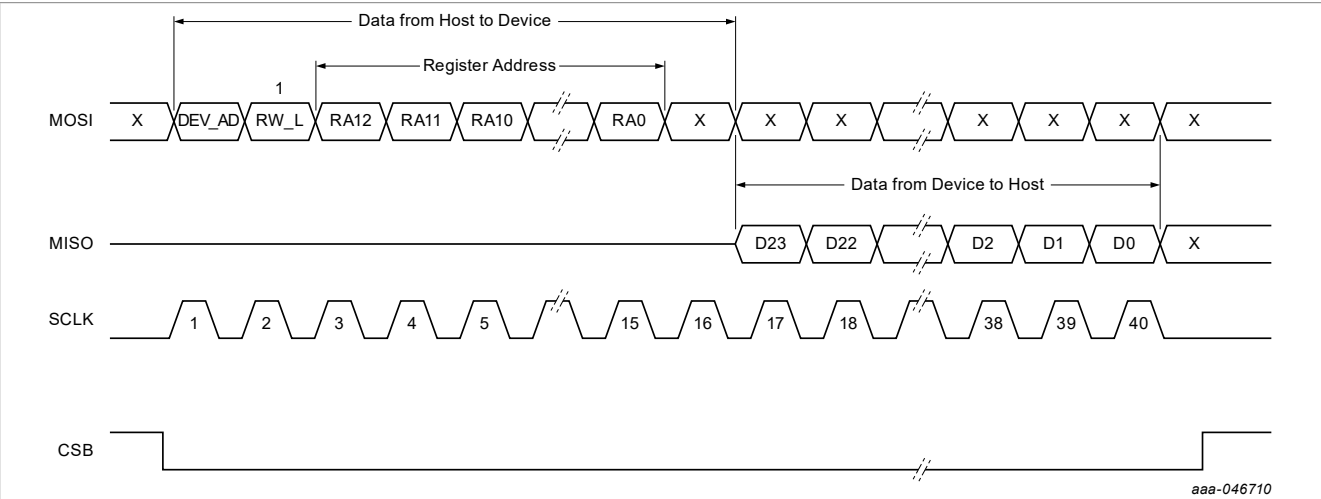 Data from Host to Device
Register Address
1
MOSI X DEV_AD RW_L RA12 RA11 RA10 RA0 X X X X X X X
Data from Device to Host
MISO D23 D22 D2 D1 D0 X
SCLK 1 2 3 4 5 15 16 17 18 38 39 40
CSB
aaa-046710